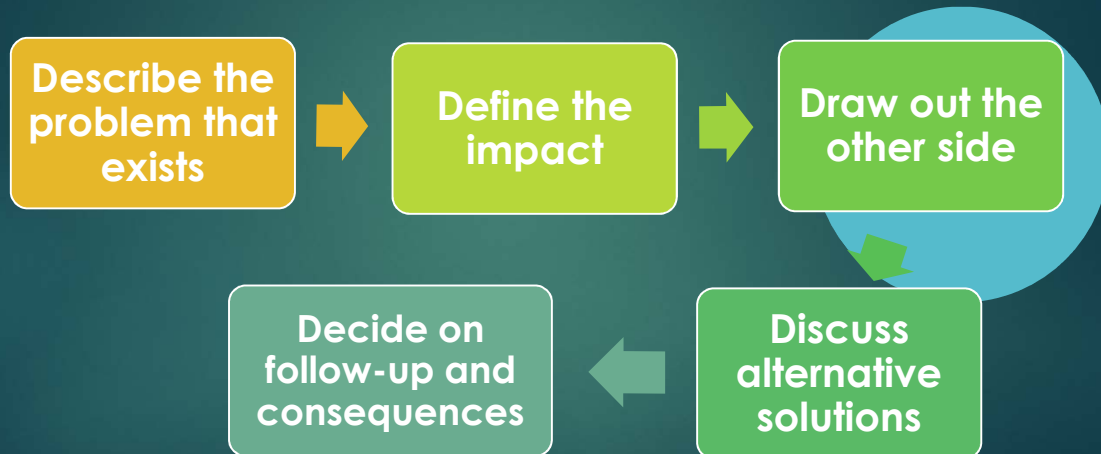 Describe the
problem that
exists
Define the
impact
Draw out the
other side
Discuss
alternative
solutions
Decide on
follow-up and
consequences